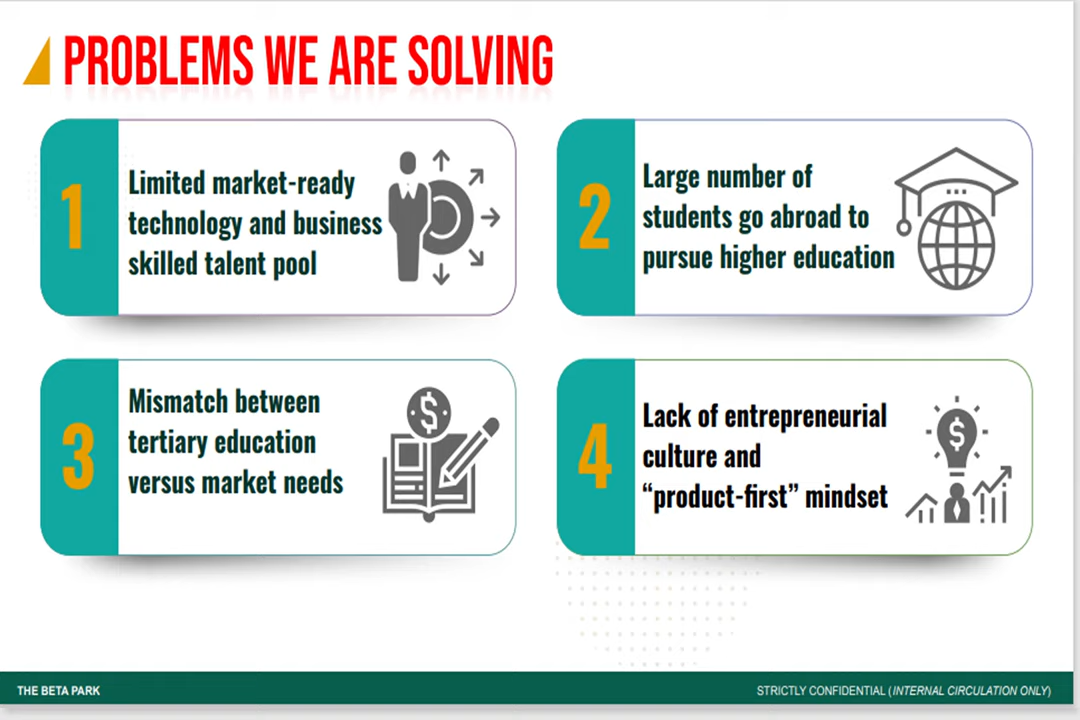 PROBLEMS WE ARE SOLVING
1
Limited market-ready
technology and business
skilled talent pool
2
Large number of
students go abroad to
pursue higher education
3
Mismatch between
tertiary education
versus market needs
4
Lack of entrepreneurial
culture and
“product-first” mindset
THE BETA PARK
STRICTLY CONFIDENTIAL (INTERNAL CIRCULATION ONLY)